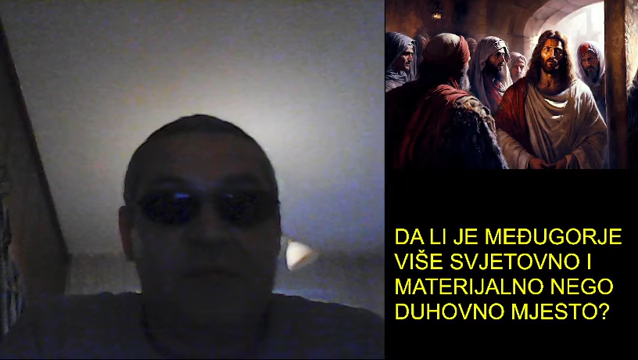 DA LI JE MEĐUGORJE
VIŠE SVJETOVNO I
MATERIJALNO NEGO
DUHOVNO MJESTO?